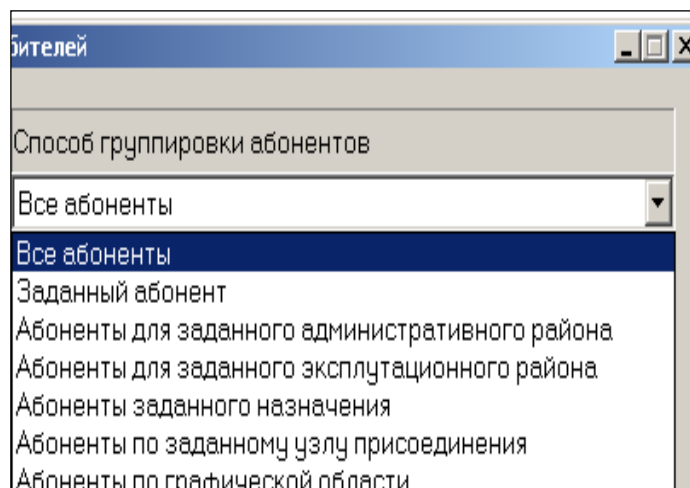 бителей
Способ группировки абонентов
Все абоненты
Все абоненты
Заданный абонент
Абоненты для заданного административного района
Абоненты для заданного эксплутационного района
Абоненты заданного назначения
Абоненты по заданному узлу присоединения
Абоненты по графической области